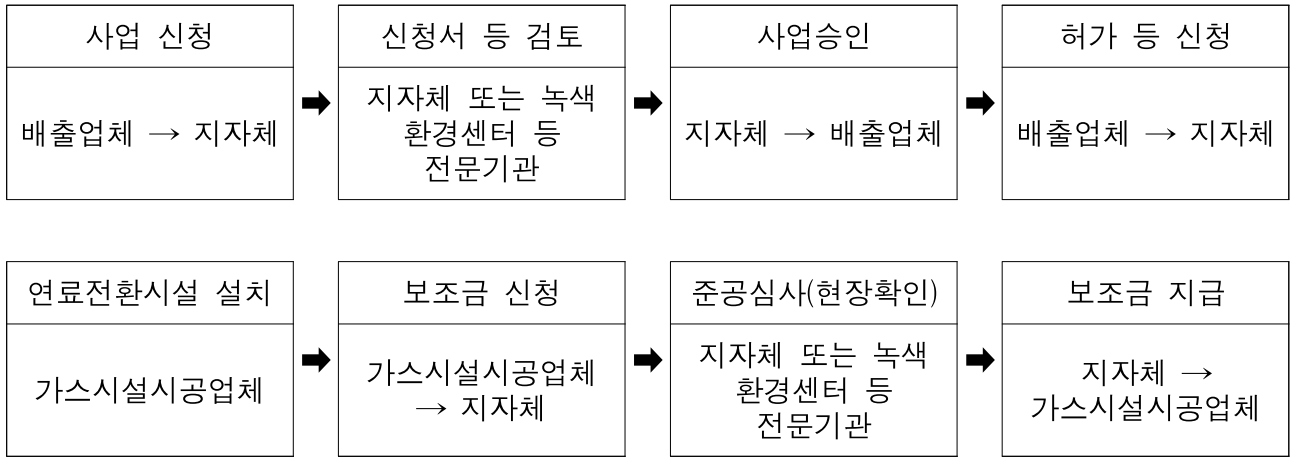 사업 신청
배출업체 → 지자체
신청서 등 검토
지자체 또는 녹색
환경센터 등
전문기관
사업승인
지자체 → 배출업체
허가 등 신청
배출업체 → 지자체
연료전환시설 설치
가스시설시공업체
보조금 신청
가스시설시공업체
→ 지자체
준공심사(현장확인)
지자체 또는 녹색
환경센터 등
전문기관
보조금 지급
지자체 →
가스시설시공업체